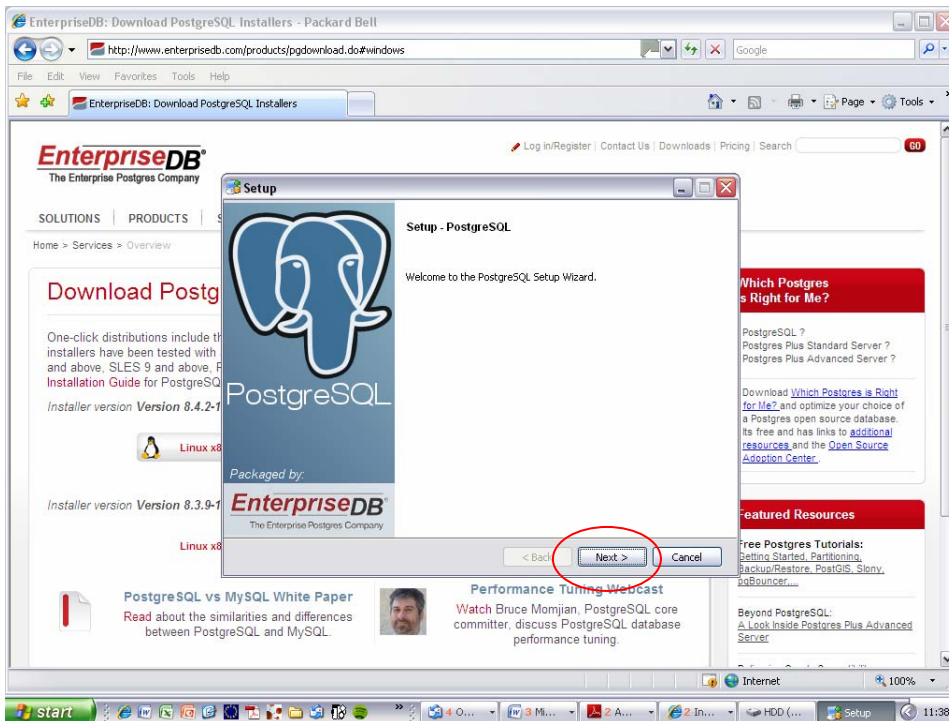 EnterpriseDB: Download PostgreSQL Installers - Packard Bell
http://www.enterprisedb.com/products/pgdownload.do#windows
Google
File Edit View Favorites Tools Help
EnterpriseDB: Download PostgreSQL Installers
Page Tools
Log in/Register | Contact Us | Downloads | Pricing | Search
GO
EnterpriseDB
The Enterprise Postgres Company
SOLUTIONS | PRODUCTS | S
Home > Services > Overview
Setup
Setup - PostgreSQL
Welcome to the PostgreSQL Setup Wizard.
PostgreSQL
Packaged by:
EnterpriseDB
The Enterprise Postgres Company
< Back
Next >
Cancel
Download Postg
One-click distributions include th
installers have been tested with
and above, SLES 9 and above,
Installation Guide for PostgreSQ
Installer version Version 8.4.2-1
Linux x8
Installer version Version 8.3.9-1
Linux x8
PostgreSQL vs MySQL White Paper
Read about the similarities and differences
between PostgreSQL and MySQL.
Performance Tuning Webcast
Watch Bruce Momjian, PostgreSQL core
committer, discuss PostgreSQL database
performance tuning.
Which Postgres
is Right for Me?
PostgreSQL ?
Postgres Plus Standard Server ?
Postgres Plus Advanced Server ?
Download Which Postgres is Right
for Me? and optimize your choice of
a Postgres open source database.
Its free and has links to additional
resources and the Open Source
Adoption Center .
Featured Resources
Free Postgres Tutorials:
Getting Started, Partitioning,
Backup/Restore, PostGIS, Slony,
pgBouncer,...
Beyond PostgreSQL:
A Look Inside Postgres Plus Advanced
Server
Internet
100%
start
4 O...
3 Mi...
2 A...
2 In...
HDD (...
Setup
11:38